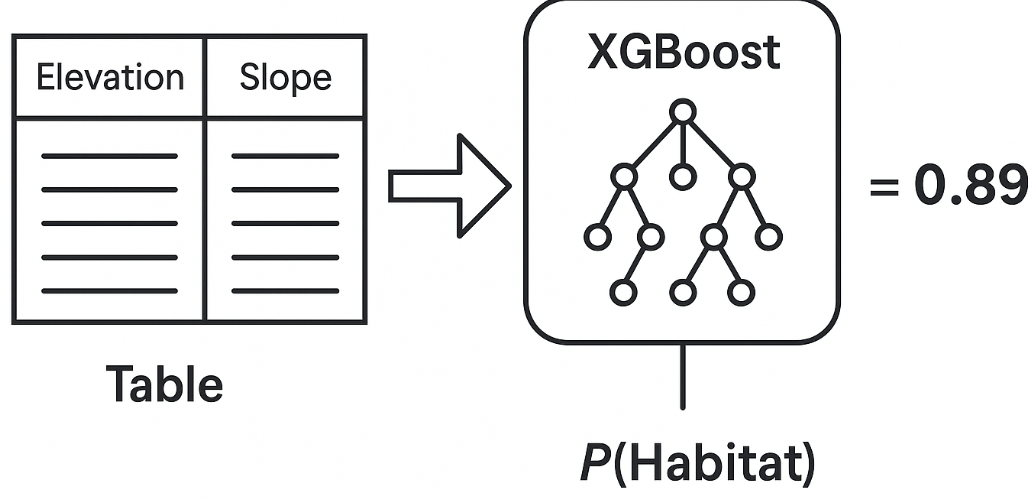 Elevation Slope
Table
XGBoost
= 0.89
P(Habitat)